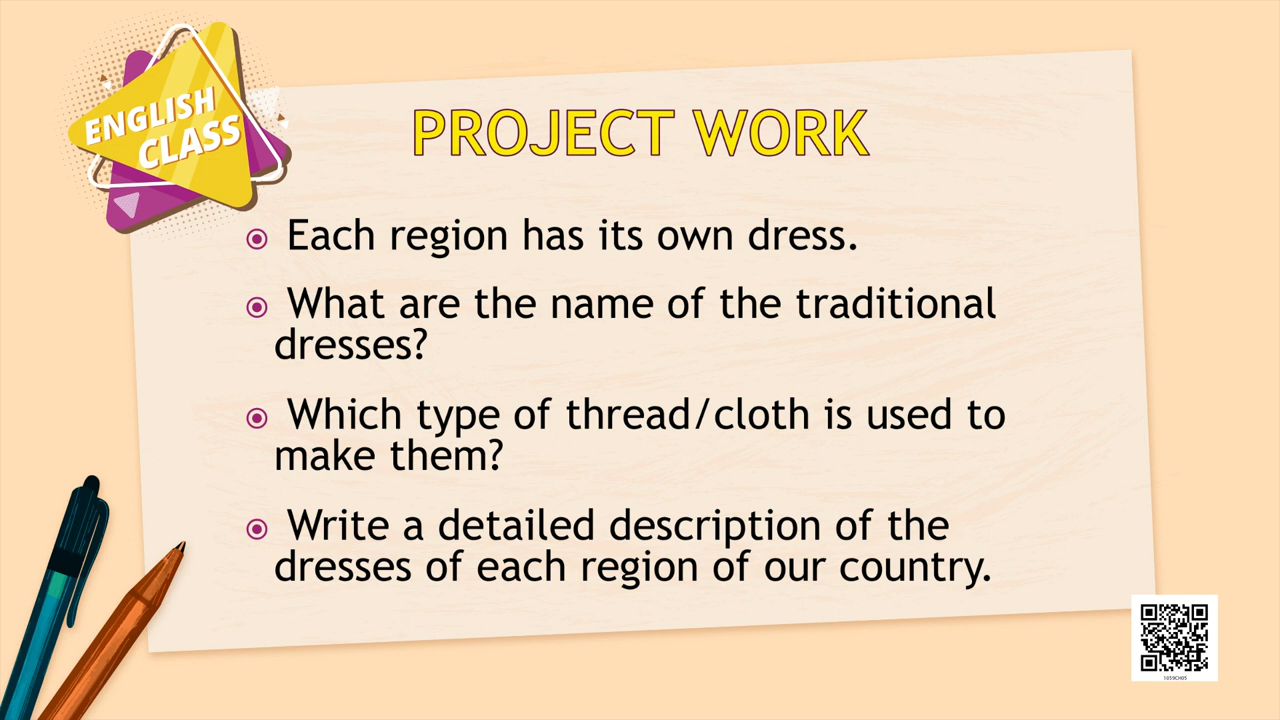 ENGLISH
CLASS
PROJECT WORK
Each region has its own dress.
What are the name of the traditional
dresses?
Which type of thread/cloth is used to
make them?
Write a detailed description of the
dresses of each region of our country.
1059CH05